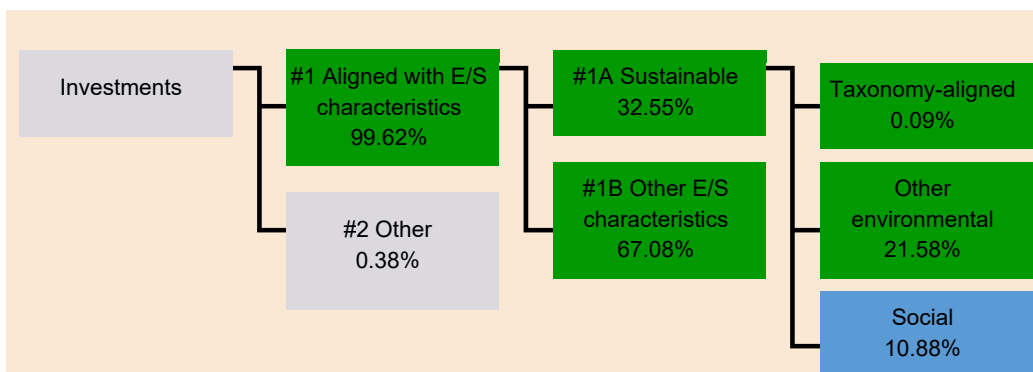 Investments
#1 Aligned with E/S
characteristics
99.62%
#2 Other
0.38%
#1A Sustainable
32.55%
#1B Other E/S
characteristics
67.08%
Taxonomy-aligned
0.09%
Other
environmental
21.58%
Social
10.88%